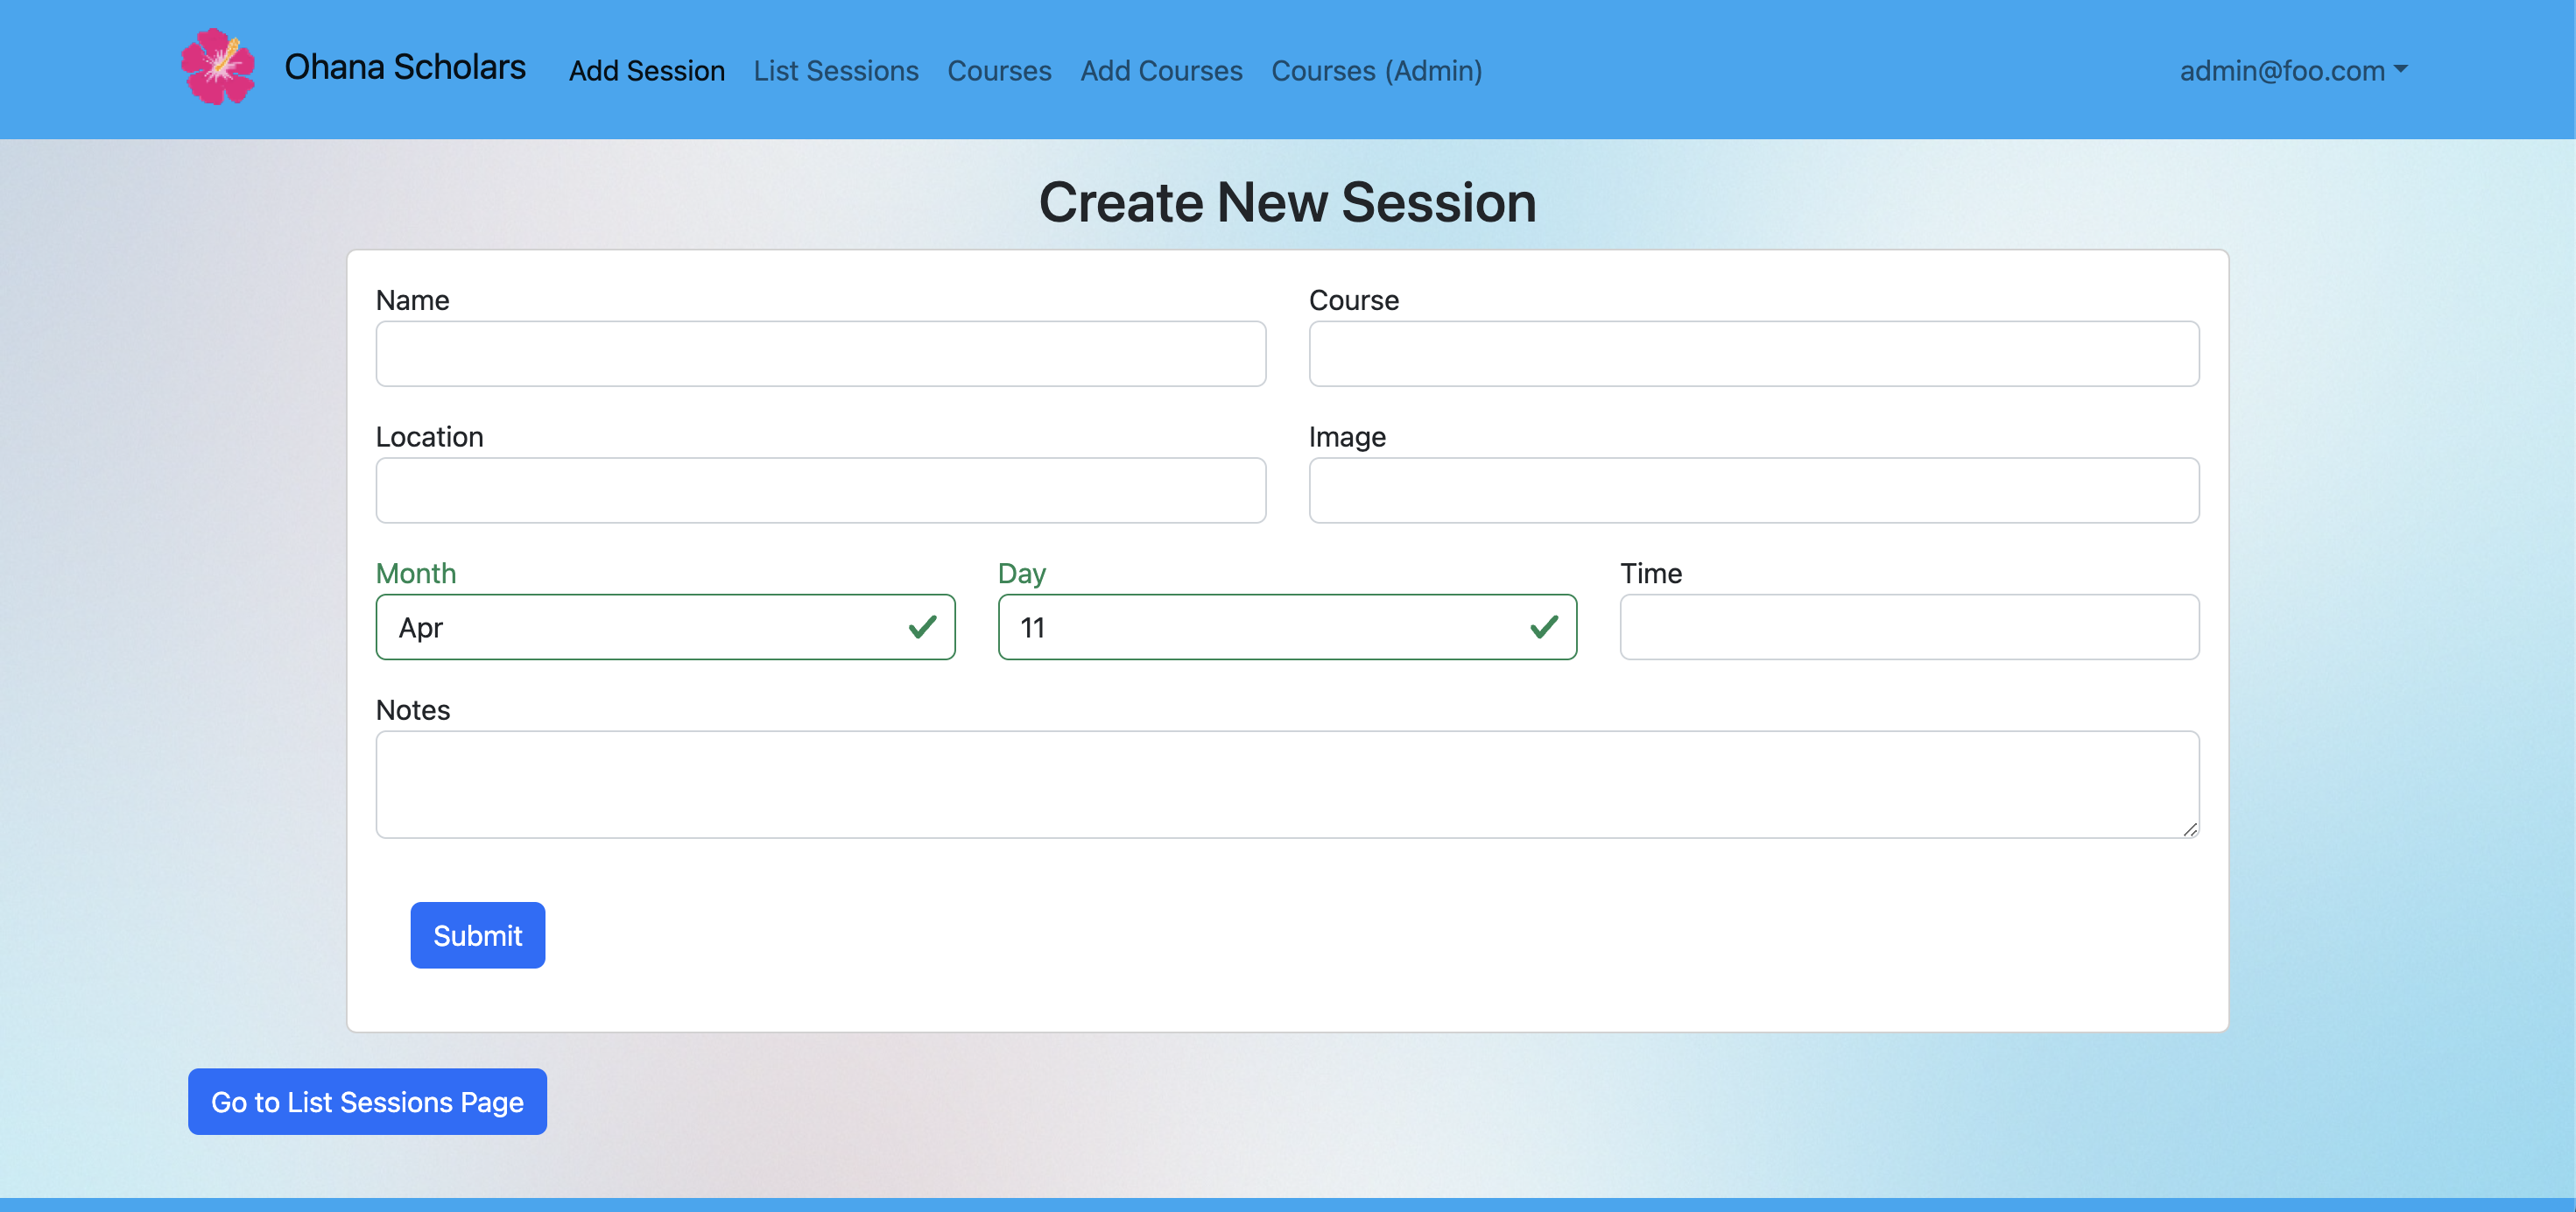 Ohana Scholars Add Session List Sessions Courses Add Courses Courses (Admin) admin@foo.com
Create New Session
Name Course
Location Image
Month Day Time
Apr 11
Notes
Submit
Go to List Sessions Page